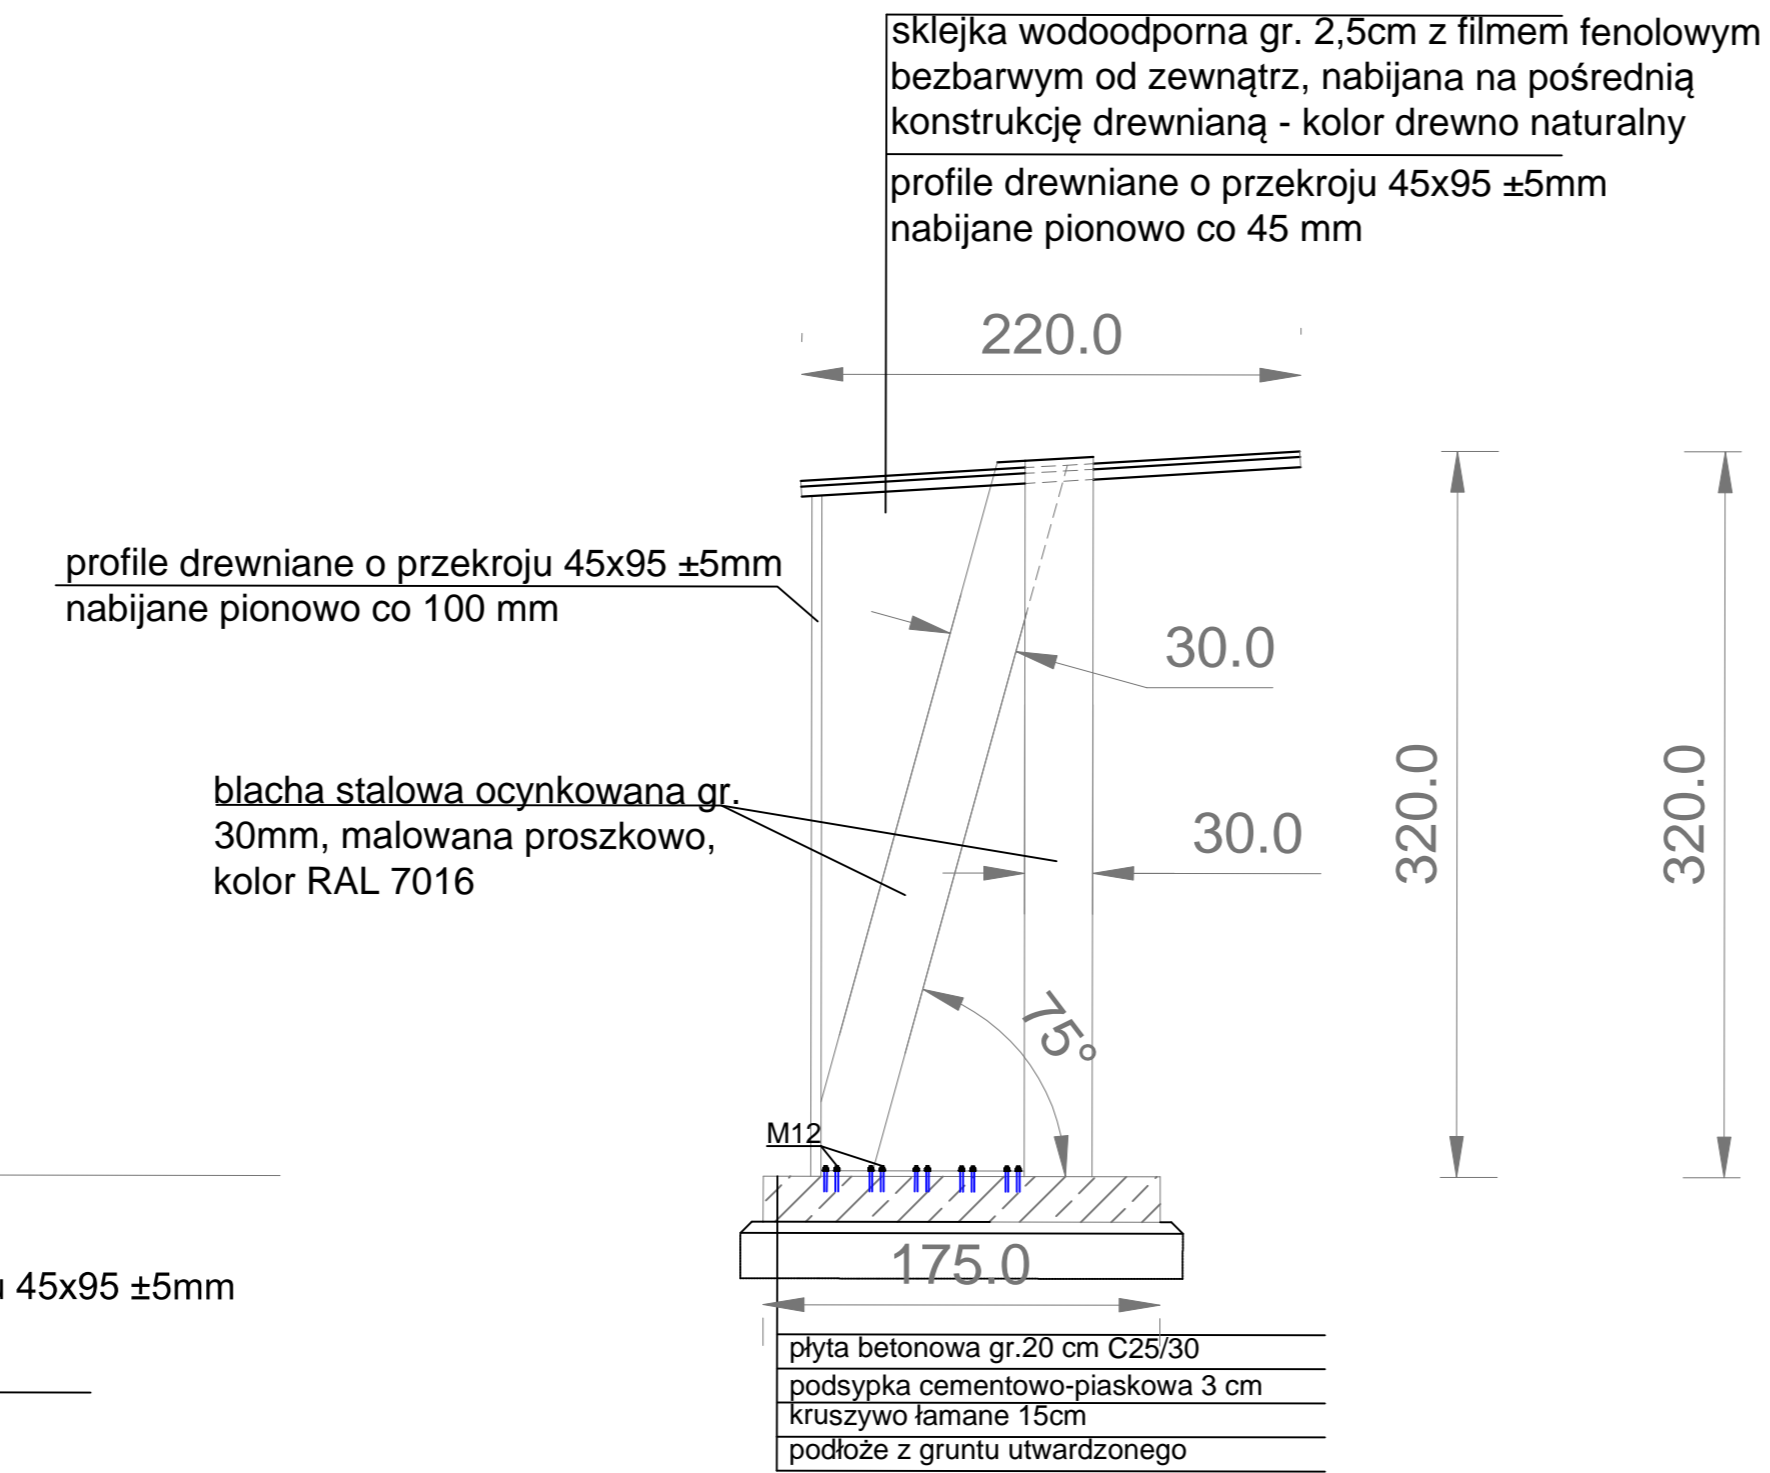 sklejka wodoodporna gr. 2,5cm z filmem fenolowym
bezbarwym od zewnątrz, nabijana na pośrednią
konstrukcję drewnianą - kolor drewno naturalny
profile drewniane o przekroju 45x95 ±5mm
nabijane pionowo co 45 mm
220.0
profile drewniane o przekroju 45x95 ±5mm
nabijane pionowo co 100 mm
30.0
blacha stalowa ocynkowana gr.
30mm, malowana proszkowo,
kolor RAL 7016
30.0
320.0
320.0
75°
M12
175.0
45x95 ±5mm
płyta betonowa gr.20 cm C25/30
podsypka cementowo-piaskowa 3 cm
kruszywo łamane 15cm
podłoże z gruntu utwardzonego